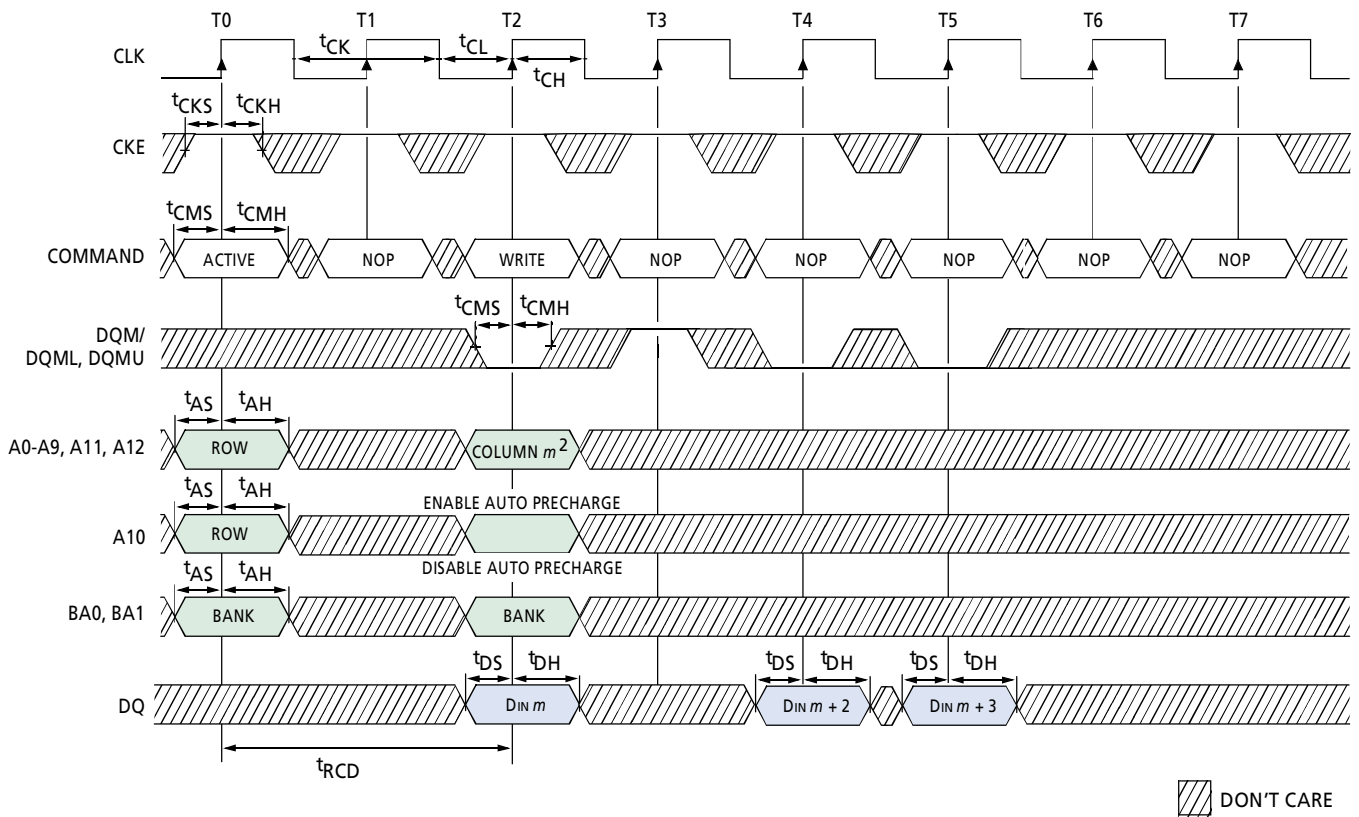 T0 T1 T2 T3 T4 T5 T6 T7
CLK
tCK
tCL
tCH
tCKS tCKH
CKE
tCMS tCMH
COMMAND
ACTIVE NOP WRITE NOP NOP NOP NOP NOP
tCMS tCMH
DQM/
DQML, DQMU
tAS tAH
A0-A9, A11, A12
ROW COLUMN m 2
tAS tAH
ENABLE AUTO PRECHARGE
A10
ROW
DISABLE AUTO PRECHARGE
tAS tAH
BA0, BA1
BANK BANK
tDS tDH tDS tDH tDS tDH
DQ
DIN m DIN m + 2 DIN m + 3
tRCD
DON'T CARE